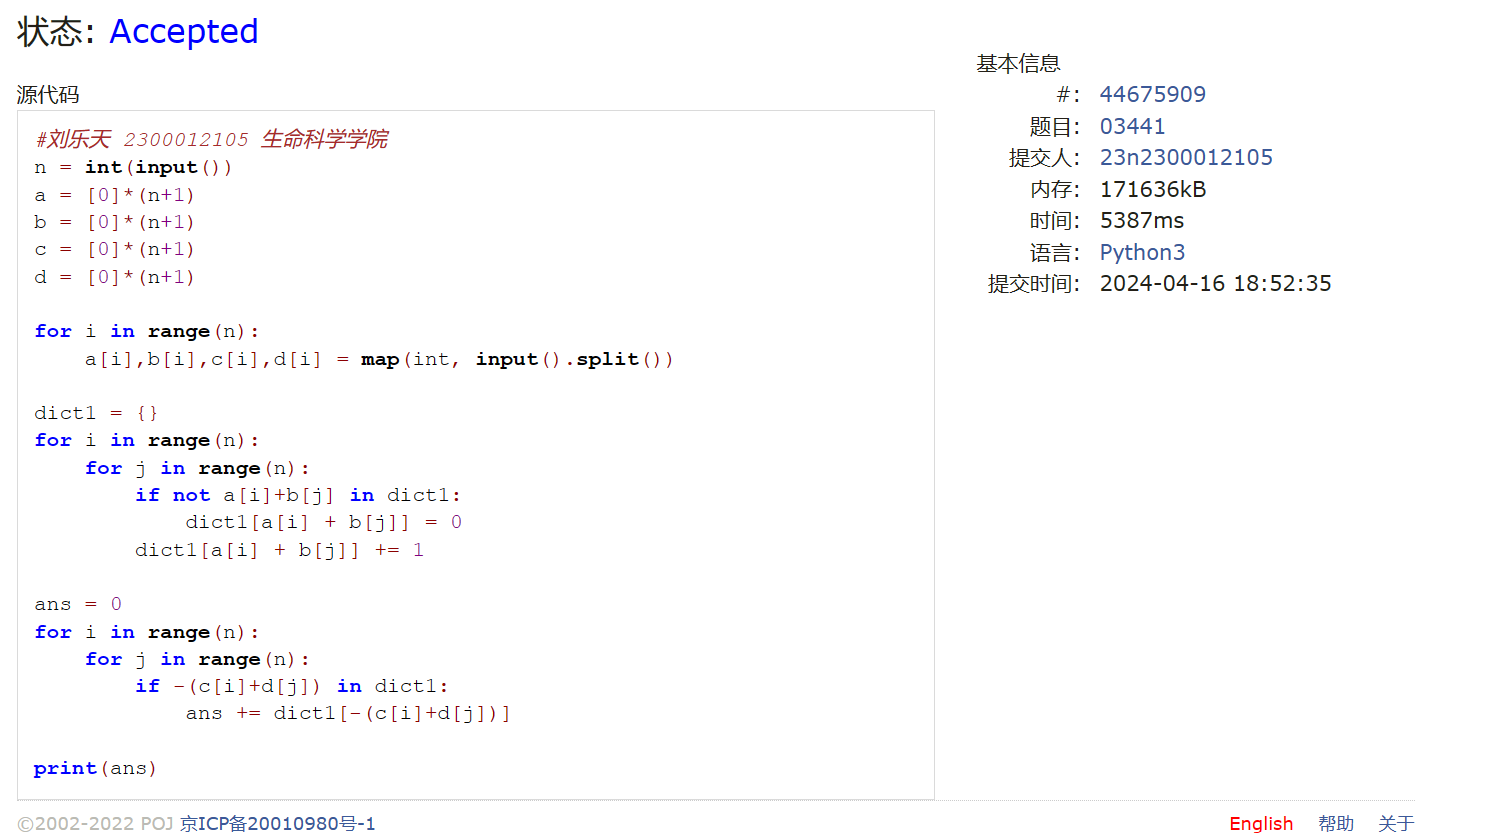 状态: Accepted
源代码
#刘乐天 2300012105 生命科学学院
n = int(input())
a = [0]*(n+1)
b = [0]*(n+1)
c = [0]*(n+1)
d = [0]*(n+1)

for i in range(n):
    a[i],b[i],c[i],d[i] = map(int, input().split())

dict1 = {}
for i in range(n):
    for j in range(n):
        if not a[i]+b[j] in dict1:
            dict1[a[i] + b[j]] = 0
        dict1[a[i] + b[j]] += 1

ans = 0
for i in range(n):
    for j in range(n):
        if -(c[i]+d[j]) in dict1:
            ans += dict1[-(c[i]+d[j])]

print(ans)
基本信息
#: 44675909
题目: 03441
提交人: 23n2300012105
内存: 171636kB
时间: 5387ms
语言: Python3
提交时间: 2024-04-16 18:52:35
©2002-2022 POJ 京ICP备20010980号-1
English 帮助 关于